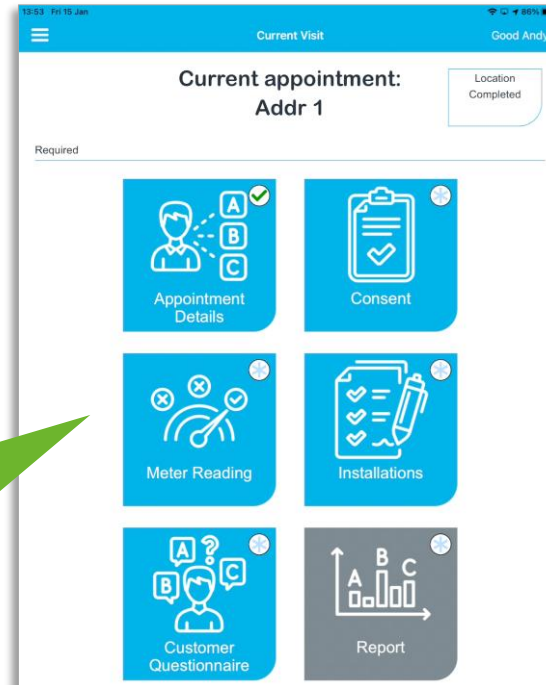 13:53 Fri 15 Jan
86%
Current Visit
Good Andy
Current appointment:
Addr 1
Location
Completed
Required
A
B
C
Appointment
Details
Consent
Meter Reading
Installations
A ?
B C
Customer
Questionnaire
A B C
Report